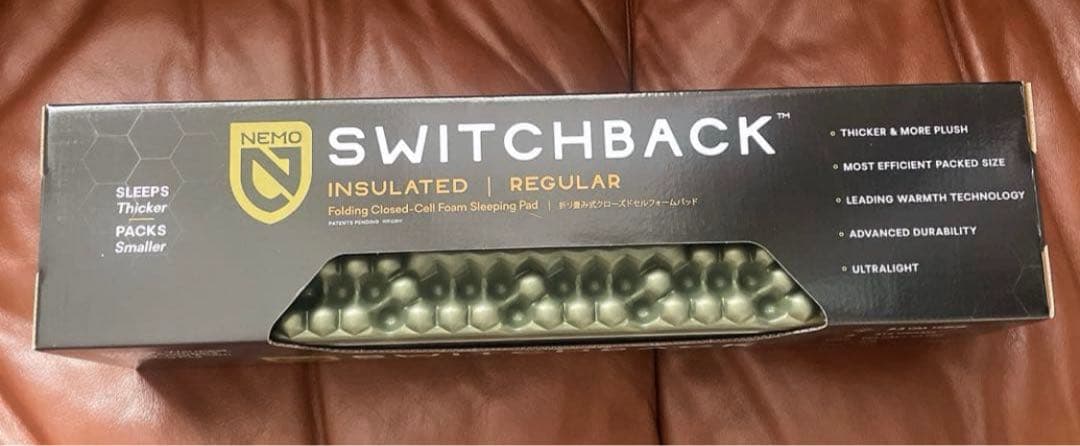 NEMO
SWITCHBACK™
INSULATED | REGULAR
Folding Closed-Cell Foam Sleeping Pad | 折り畳み式クローズドセルフォームパッド
PATENTS PENDING
SLEEPS
Thicker
PACKS
Smaller
THICKER & MORE PLUSH
MOST EFFICIENT PACKED SIZE
LEADING WARMTH TECHNOLOGY
ADVANCED DURABILITY
ULTRALIGHT